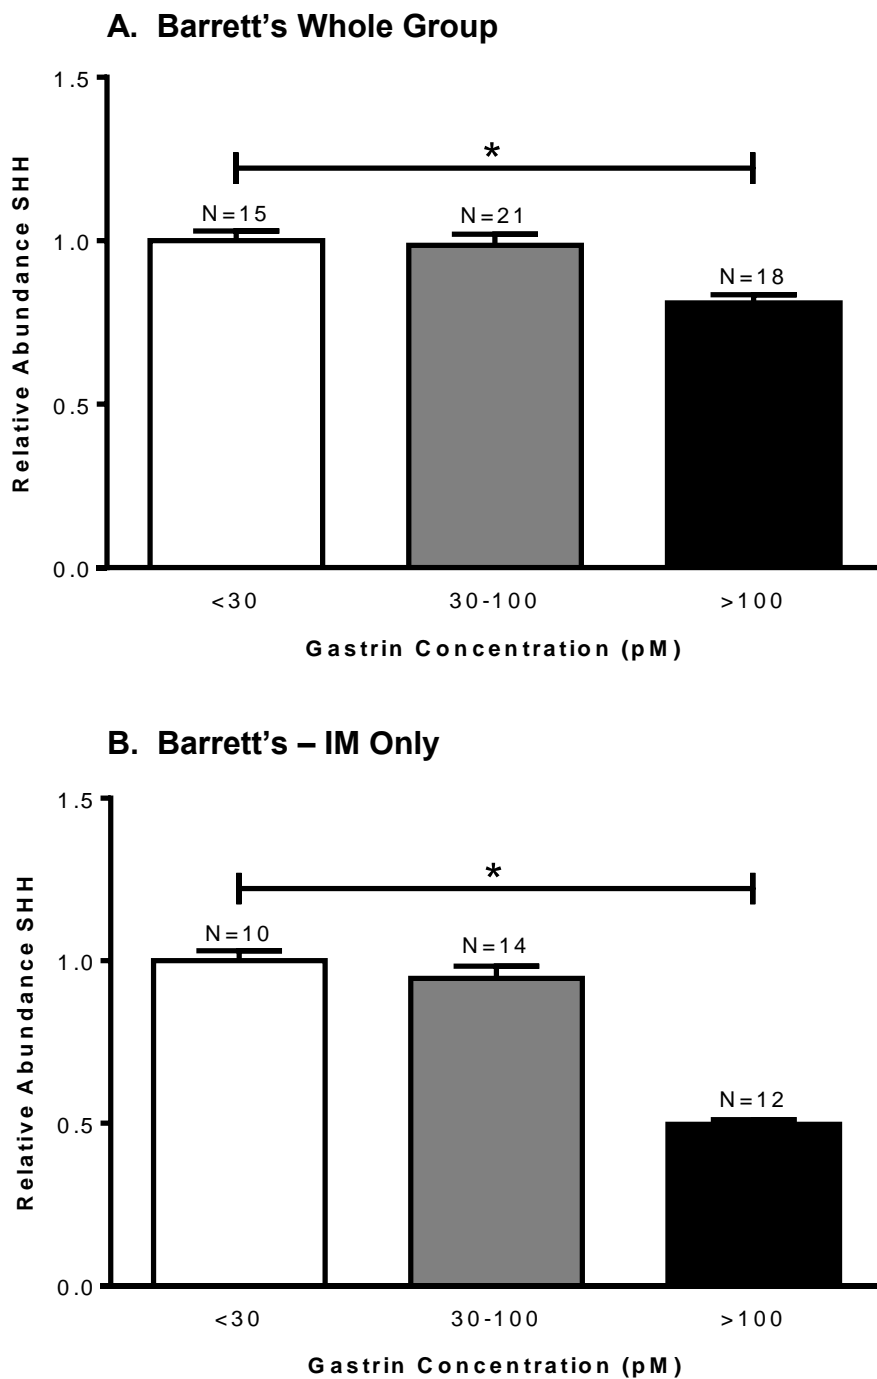 A. Barrett's Whole Group
1.5
*
N=15
N=21
1.0
N=18
Relative Abundance SHH
0.5
0.0
<30
30-100
>100
Gastrin Concentration (pM)
B. Barrett's – IM Only
1.5
*
N=10
N=14
1.0
N=12
Relative Abundance SHH
0.5
0.0
<30
30-100
>100
Gastrin Concentration (pM)